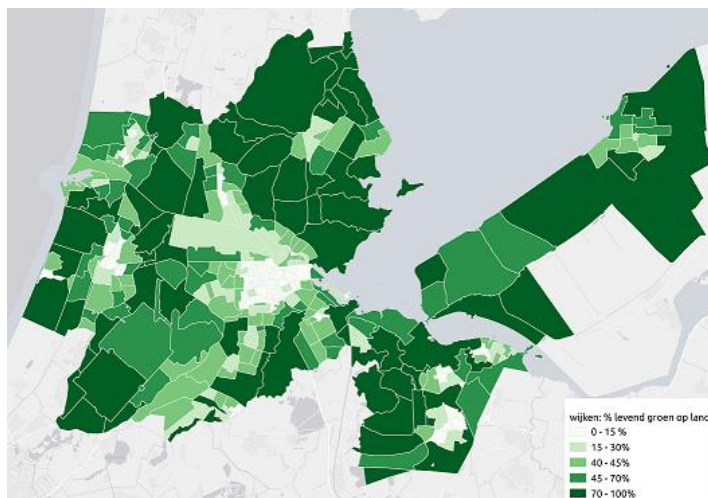 wijken: % levend groen op land
0 - 15 %
15 - 30%
40 - 45%
45 - 70%
70 - 100%